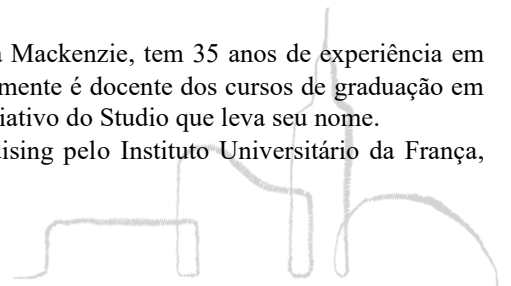 Mackenzie, tem 35 anos de experiência em
mente é docente dos cursos de graduação em
iativo do Studio que leva seu nome.
ising pelo Instituto Universitário da França,